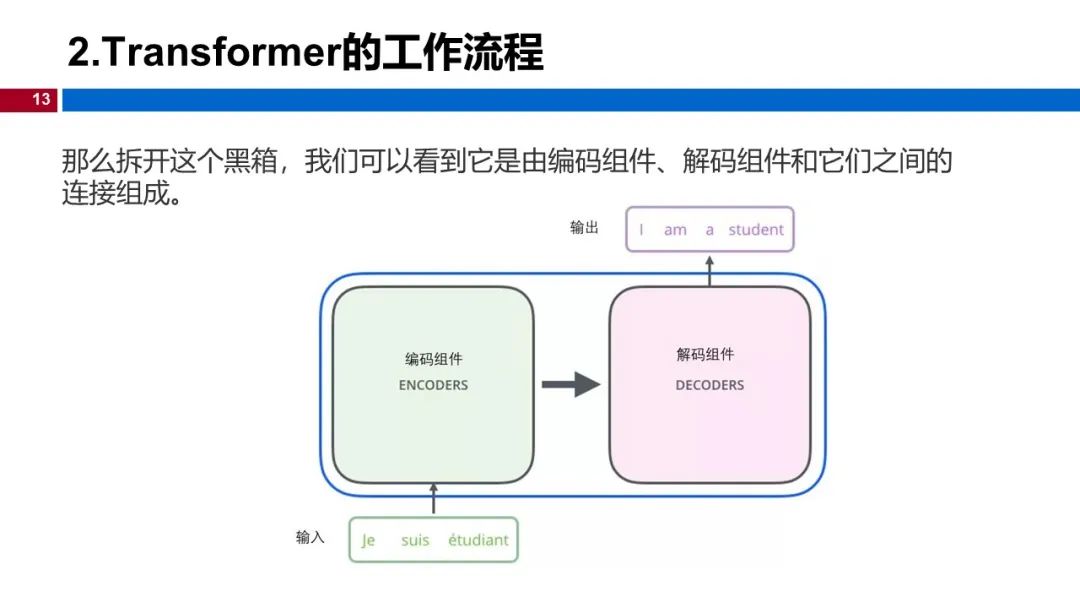 2.Transformer的工作流程
13
那么拆开这个黑箱，我们可以看到它是由编码组件、解码组件和它们之间的
连接组成。
输出
I am a student
编码组件
ENCODERS
解码组件
DECODERS
输入
Je suis étudiant